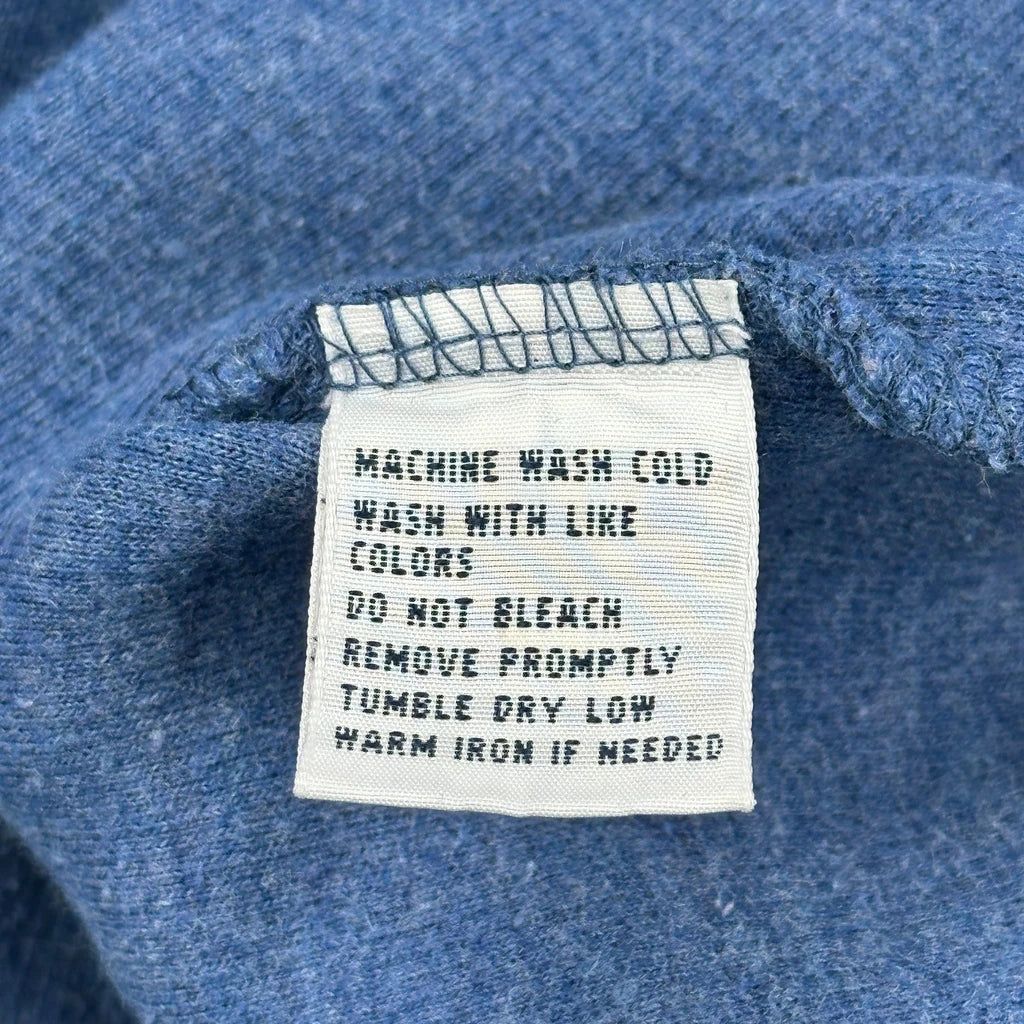 MACHINE WASH COLD
WASH WITH LIKE
COLORS
DO NOT BLEACH
REMOVE PROMPTLY
TUMBLE DRY LOW
WARM IRON IF NEEDED